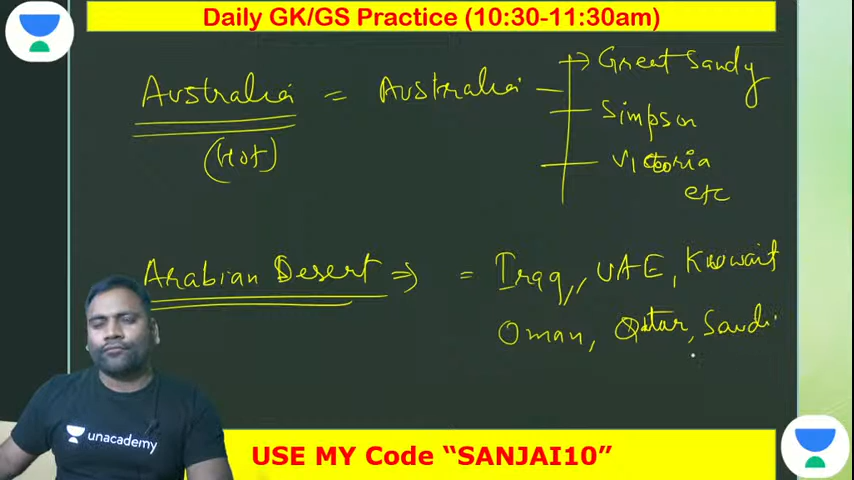 Daily GK/GS Practice (10:30-11:30am)
Australia = Australia → Great Sandy
(Hot)
Simpson
Victoria
etc
Arabian Desert ⇒ = Iraq, UAE, Kuwait
Oman, Qatar, Saudi
unacademy
USE MY Code “SANJAI10”